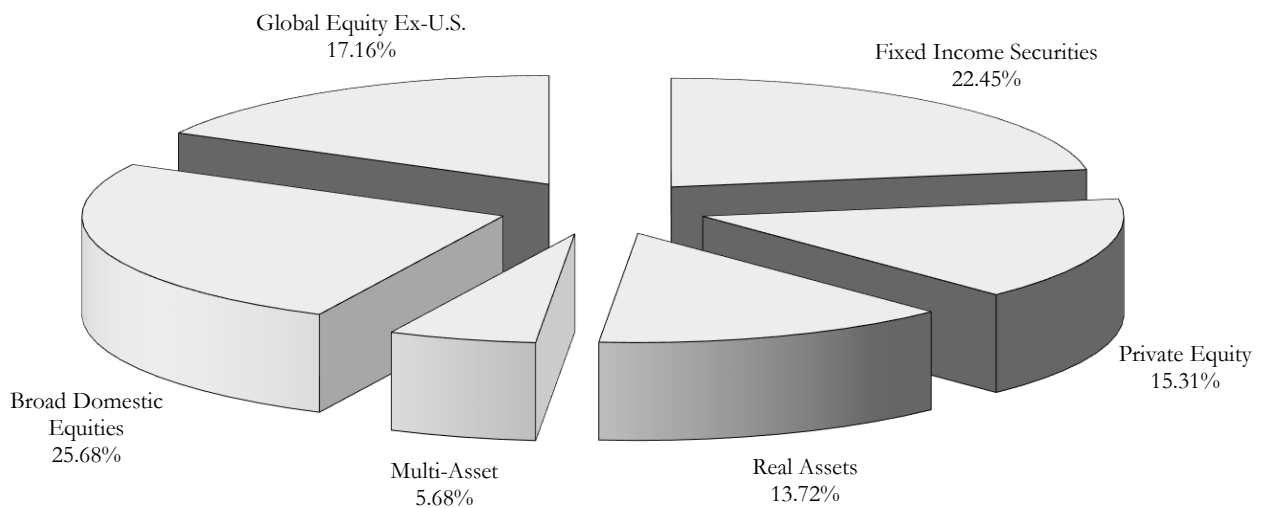 Global Equity Ex-U.S.
17.16%
Fixed Income Securities
22.45%
Private Equity
15.31%
Broad Domestic
Equities
25.68%
Multi-Asset
5.68%
Real Assets
13.72%